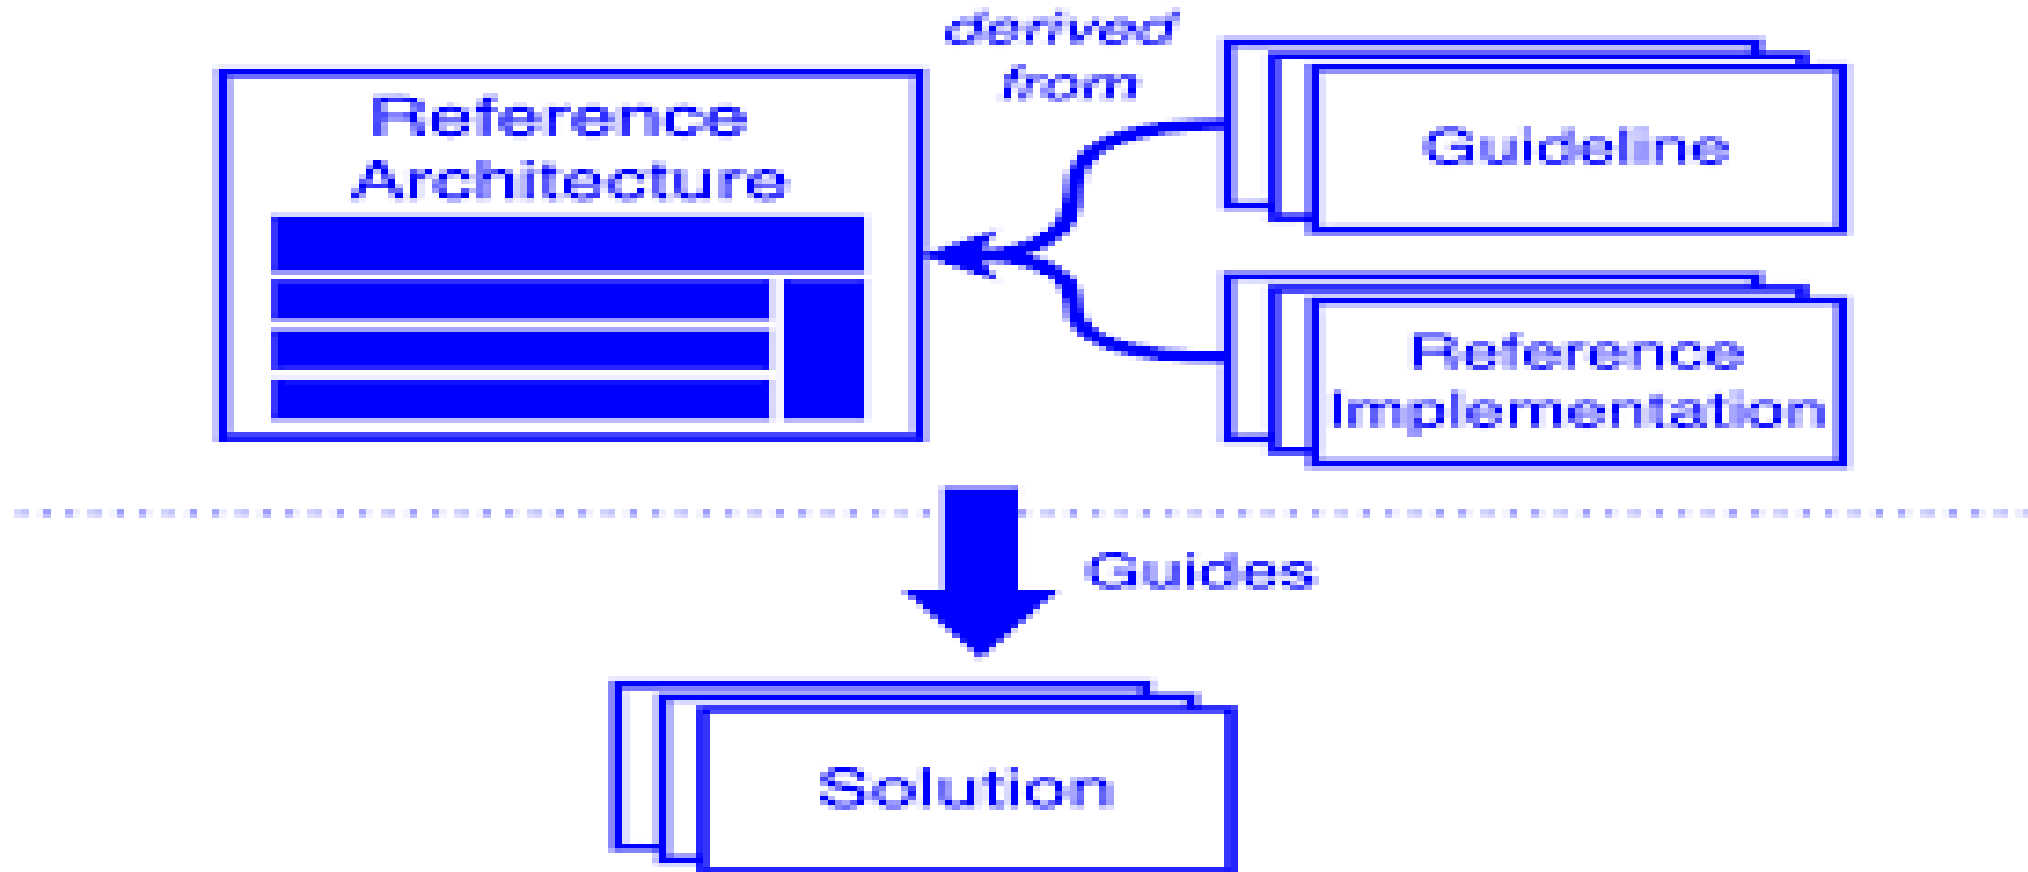 derived
from
Reference
Architecture
Guideline
Reference
Implementation
Guides
Solution